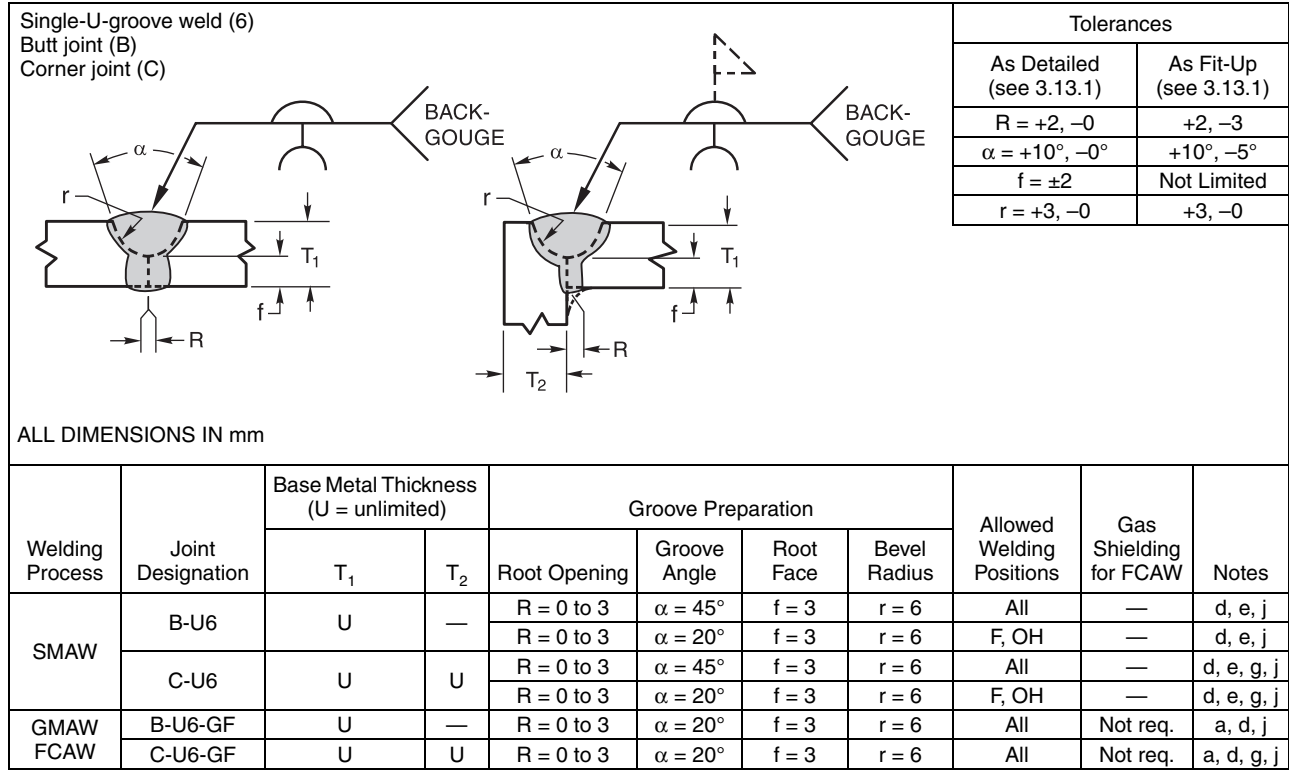 Single-U-groove weld (6)
Butt joint (B)
Corner joint (C)
Tolerances
As Detailed
(see 3.13.1)
As Fit-Up
(see 3.13.1)
R = +2, –0
+2, –3
α = +10°, –0°
+10°, –5°
f = ±2
Not Limited
r = +3, –0
+3, –0
BACK-
GOUGE
α
r
T1
f
R
BACK-
GOUGE
α
r
T1
f
R
T2
ALL DIMENSIONS IN mm
Welding
Process
Joint
Designation
Base Metal Thickness
(U = unlimited)
T1
T2
Groove Preparation
Root Opening
Groove
Angle
Root
Face
Bevel
Radius
Allowed
Welding
Positions
Gas
Shielding
for FCAW
Notes
SMAW
B-U6 U — R = 0 to 3 α = 45° f = 3 r = 6 All — d, e, j
R = 0 to 3 α = 20° f = 3 r = 6 F, OH — d, e, j
C-U6 U U R = 0 to 3 α = 45° f = 3 r = 6 All — d, e, g, j
R = 0 to 3 α = 20° f = 3 r = 6 F, OH — d, e, g, j
GMAW
FCAW
B-U6-GF U — R = 0 to 3 α = 20° f = 3 r = 6 All Not req. a, d, j
C-U6-GF U U R = 0 to 3 α = 20° f = 3 r = 6 All Not req. a, d, g, j